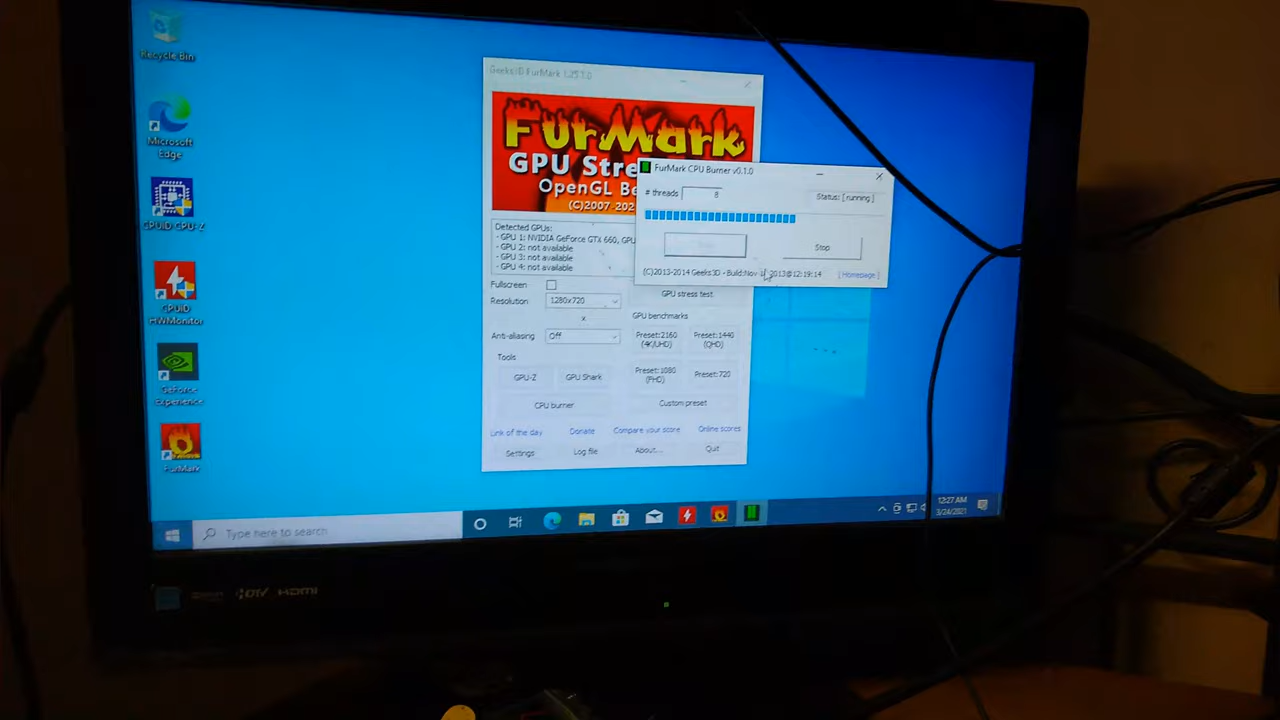 Recycle Bin
Microsoft
Edge
CPUID CPU-Z
CPUID
HWMonitor
GeForce
Experience
FurMark
Geeks3D FurMark 1.25.1.0
FurMark
GPU Stre
OpenGL Be
(C)2007-202
Detected GPUs:
- GPU 1: NVIDIA GeForce GTX 660, GPU
- GPU 2: not available
- GPU 3: not available
- GPU 4: not available
Fullscreen
Resolution 1280x720
x
Anti-aliasing Off
Tools
GPU-Z GPU Shark
CPU burner
GPU stress test
GPU benchmarks
Preset:2160
(4K/UHD)
Preset:1440
(QHD)
Preset:1080
(FHD)
Preset:720
Custom preset
Link of the day Donate Compare your score Online scores
Settings Log file About... Quit
FurMark CPU Burner v0.1.0
# threads 8 Status: [ running ]
Stop
(C)2013-2014 Geeks3D - Build:Nov 2013@12:19:14 [ Homepage ]
Type here to search
12:27 AM
3/24/2021
HDTV HDMI